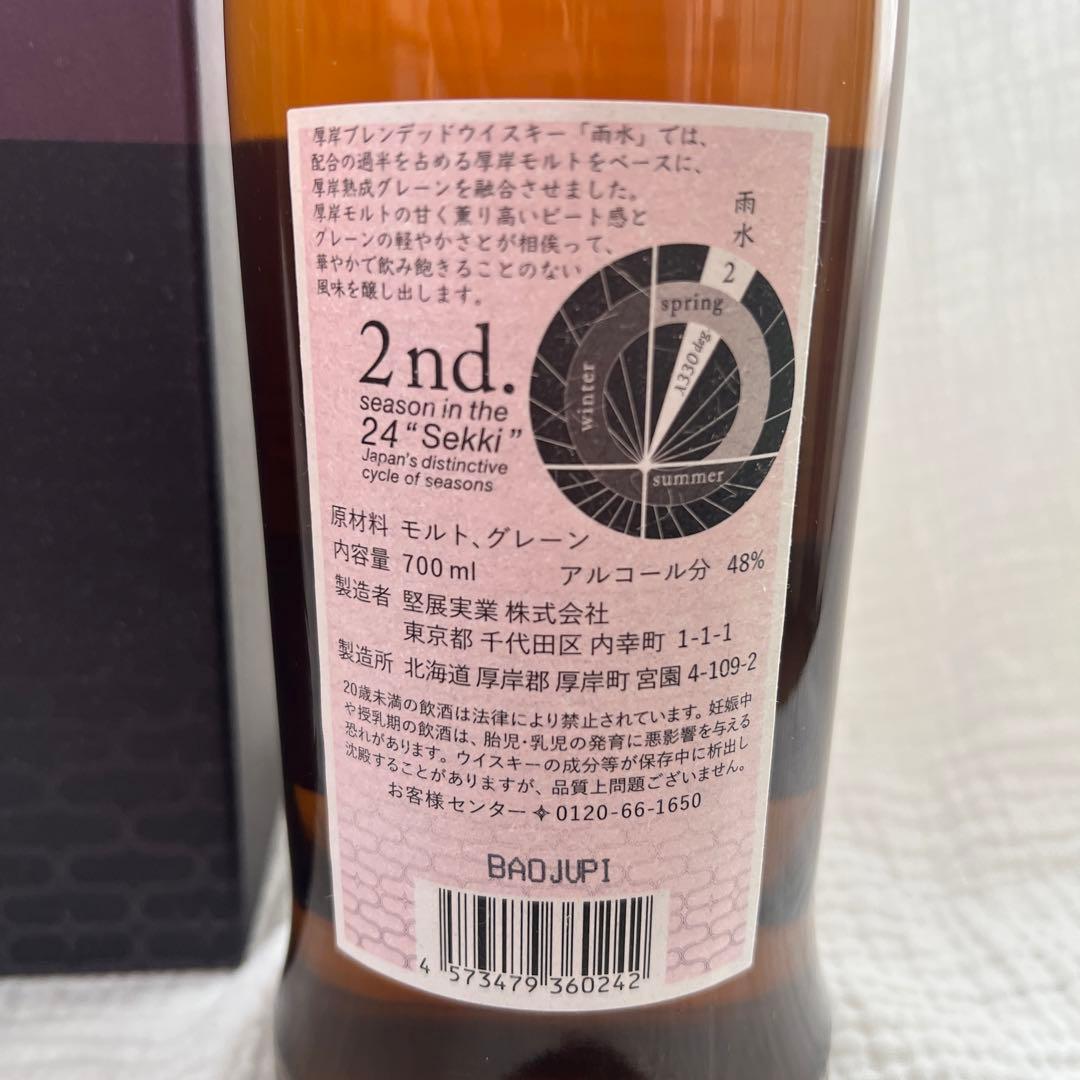 厚岸ブレンデッドウイスキー「雨水」では、
配合の過半を占める厚岸モルトをベースに、
厚岸熟成グレーンを融合させました。
厚岸モルトの甘く薫り高いピート感と
グレーンの軽やかさとが相俟って、
華やかで飲み飽きることのない
風味を醸し出します。
雨水
2
spring
λ330 deg.
winter
summer
2nd.
season in the
24 “Sekki”
Japan's distinctive
cycle of seasons
原材料 モルト、グレーン
内容量 700ml アルコール分 48%
製造者 堅展実業 株式会社
東京都 千代田区 内幸町 1-1-1
製造所 北海道 厚岸郡 厚岸町 宮園 4-109-2
20歳未満の飲酒は法律により禁止されています。妊娠中
や授乳期の飲酒は、胎児・乳児の発育に悪影響を与える
恐れがあります。ウイスキーの成分等が保存中に析出し
沈殿することがありますが、品質上問題ございません。
お客様センター 0120-66-1650
BAOJUPI
4 573479 360242